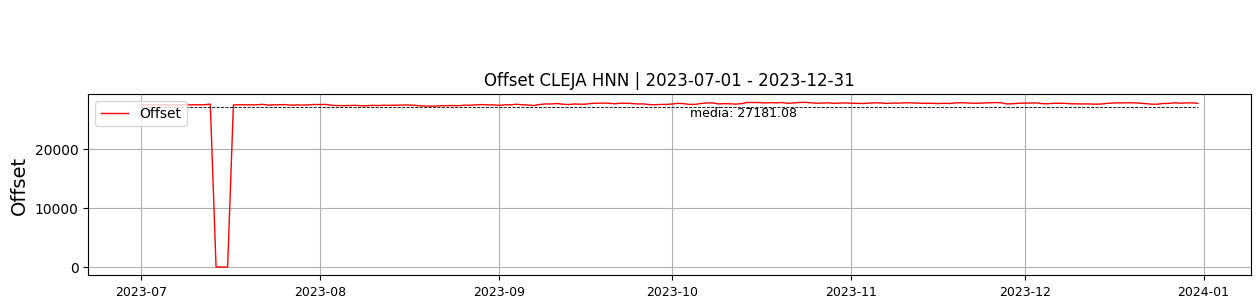 Offset CLEJA HNN | 2023-07-01 - 2023-12-31
Offset
media: 27181.08
20000
10000
0
Offset
2023-07
2023-08
2023-09
2023-10
2023-11
2023-12
2024-01